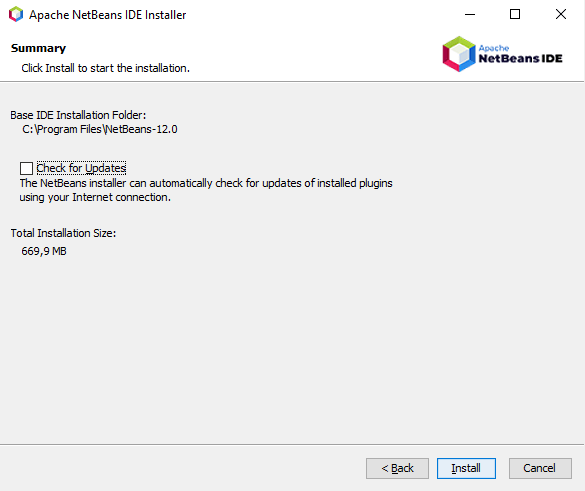 Apache NetBeans IDE Installer
Summary
Click Install to start the installation.
Apache
NetBeans IDE
Base IDE Installation Folder:
C:\Program Files\NetBeans-12.0
Check for Updates
The NetBeans installer can automatically check for updates of installed plugins
using your Internet connection.
Total Installation Size:
669,9 MB
< Back
Install
Cancel